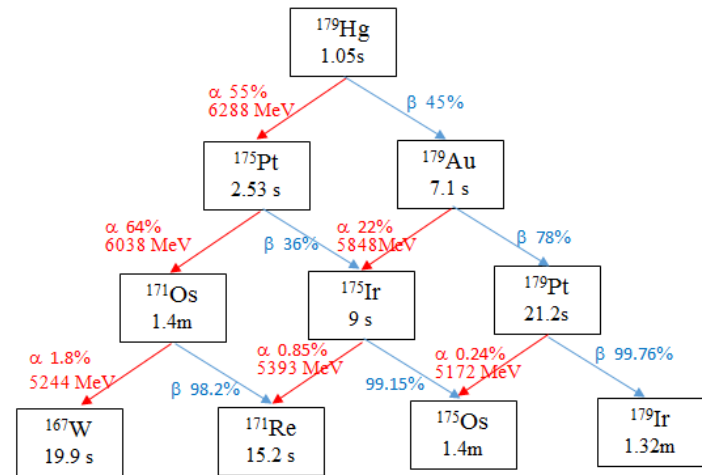 179Hg
1.05s
α 55%
6288 MeV
β 45%
175Pt
2.53 s
179Au
7.1 s
α 64%
6038 MeV
β 36%
α 22%
5848MeV
β 78%
171Os
1.4m
175Ir
9 s
179Pt
21.2s
α 1.8%
5244 MeV
β 98.2%
α 0.85%
5393 MeV
99.15%
α 0.24%
5172 MeV
β 99.76%
167W
19.9 s
171Re
15.2 s
175Os
1.4m
179Ir
1.32m